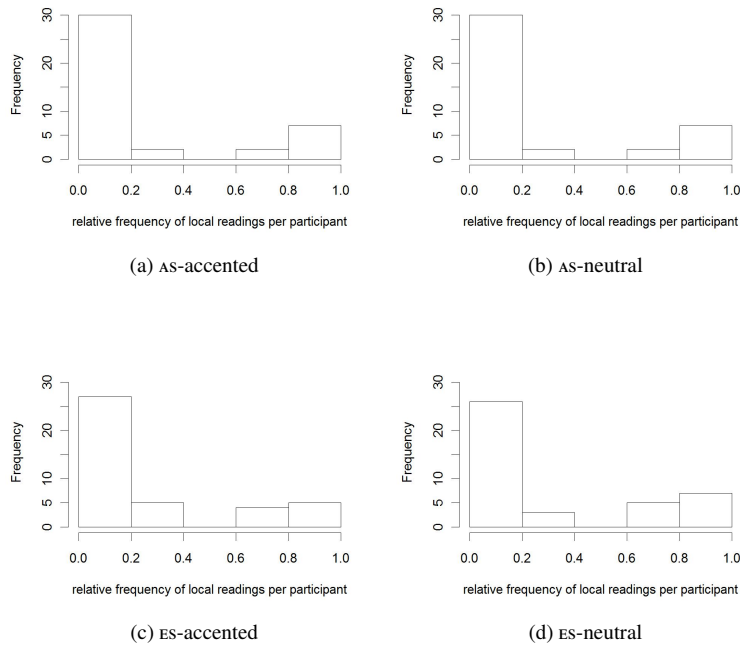 Frequency
0 5 10 20 30
0.0 0.2 0.4 0.6 0.8 1.0
relative frequency of local readings per participant
(a) AS-accented
Frequency
0 5 10 20 30
0.0 0.2 0.4 0.6 0.8 1.0
relative frequency of local readings per participant
(b) AS-neutral
Frequency
0 5 10 20 30
0.0 0.2 0.4 0.6 0.8 1.0
relative frequency of local readings per participant
(c) ES-accented
Frequency
0 5 10 20 30
0.0 0.2 0.4 0.6 0.8 1.0
relative frequency of local readings per participant
(d) ES-neutral